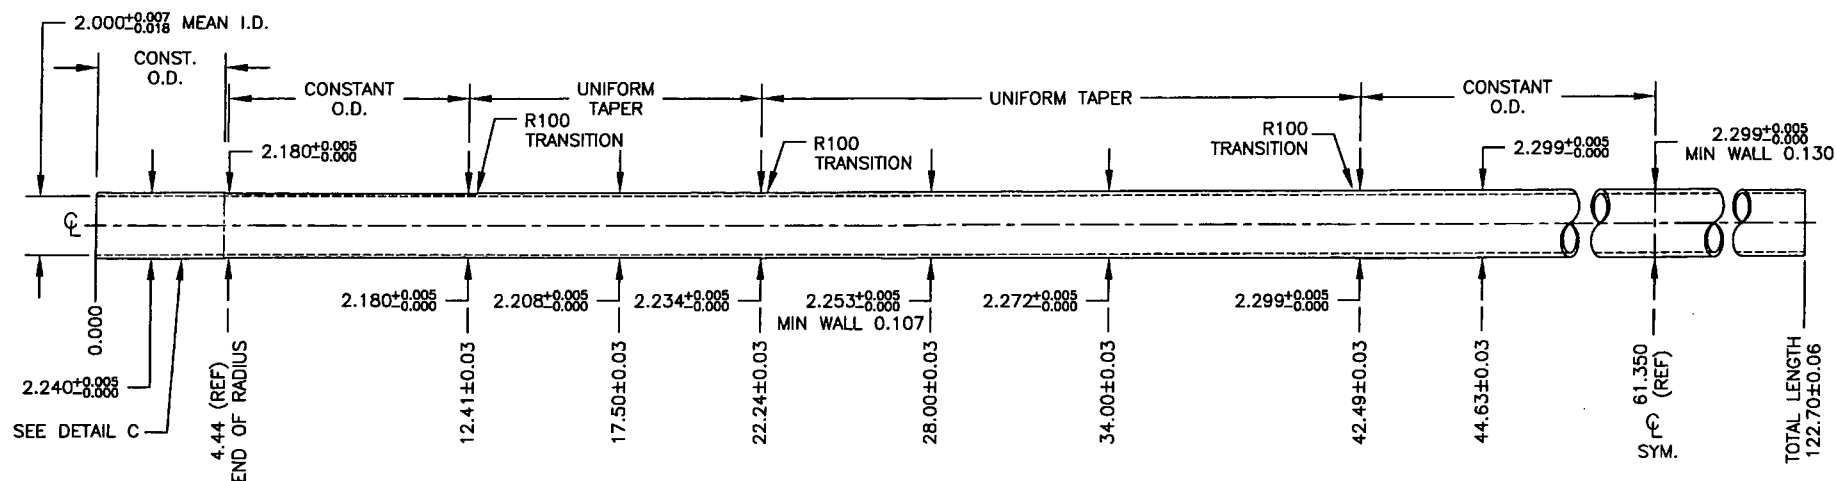 2.000+0.007 -0.018 MEAN I.D.
CONST.
O.D.
CONSTANT
O.D.
UNIFORM
TAPER
UNIFORM TAPER
CONSTANT
O.D.
R100
TRANSITION
R100
TRANSITION
R100
TRANSITION
2.180+0.005 -0.000
2.299+0.005 -0.000
2.299+0.005 -0.000
MIN WALL 0.130
℄
2.180+0.005 -0.000
2.208+0.005 -0.000
2.234+0.005 -0.000
2.253+0.005 -0.000
MIN WALL 0.107
2.272+0.005 -0.000
2.299+0.005 -0.000
2.240+0.005 -0.000
SEE DETAIL C
0.000
4.44 (REF)
END OF RADIUS
12.41±0.03
17.50±0.03
22.24±0.03
28.00±0.03
34.00±0.03
42.49±0.03
44.63±0.03
61.350
(REF)
℄
SYM.
TOTAL LENGTH
122.70±0.06